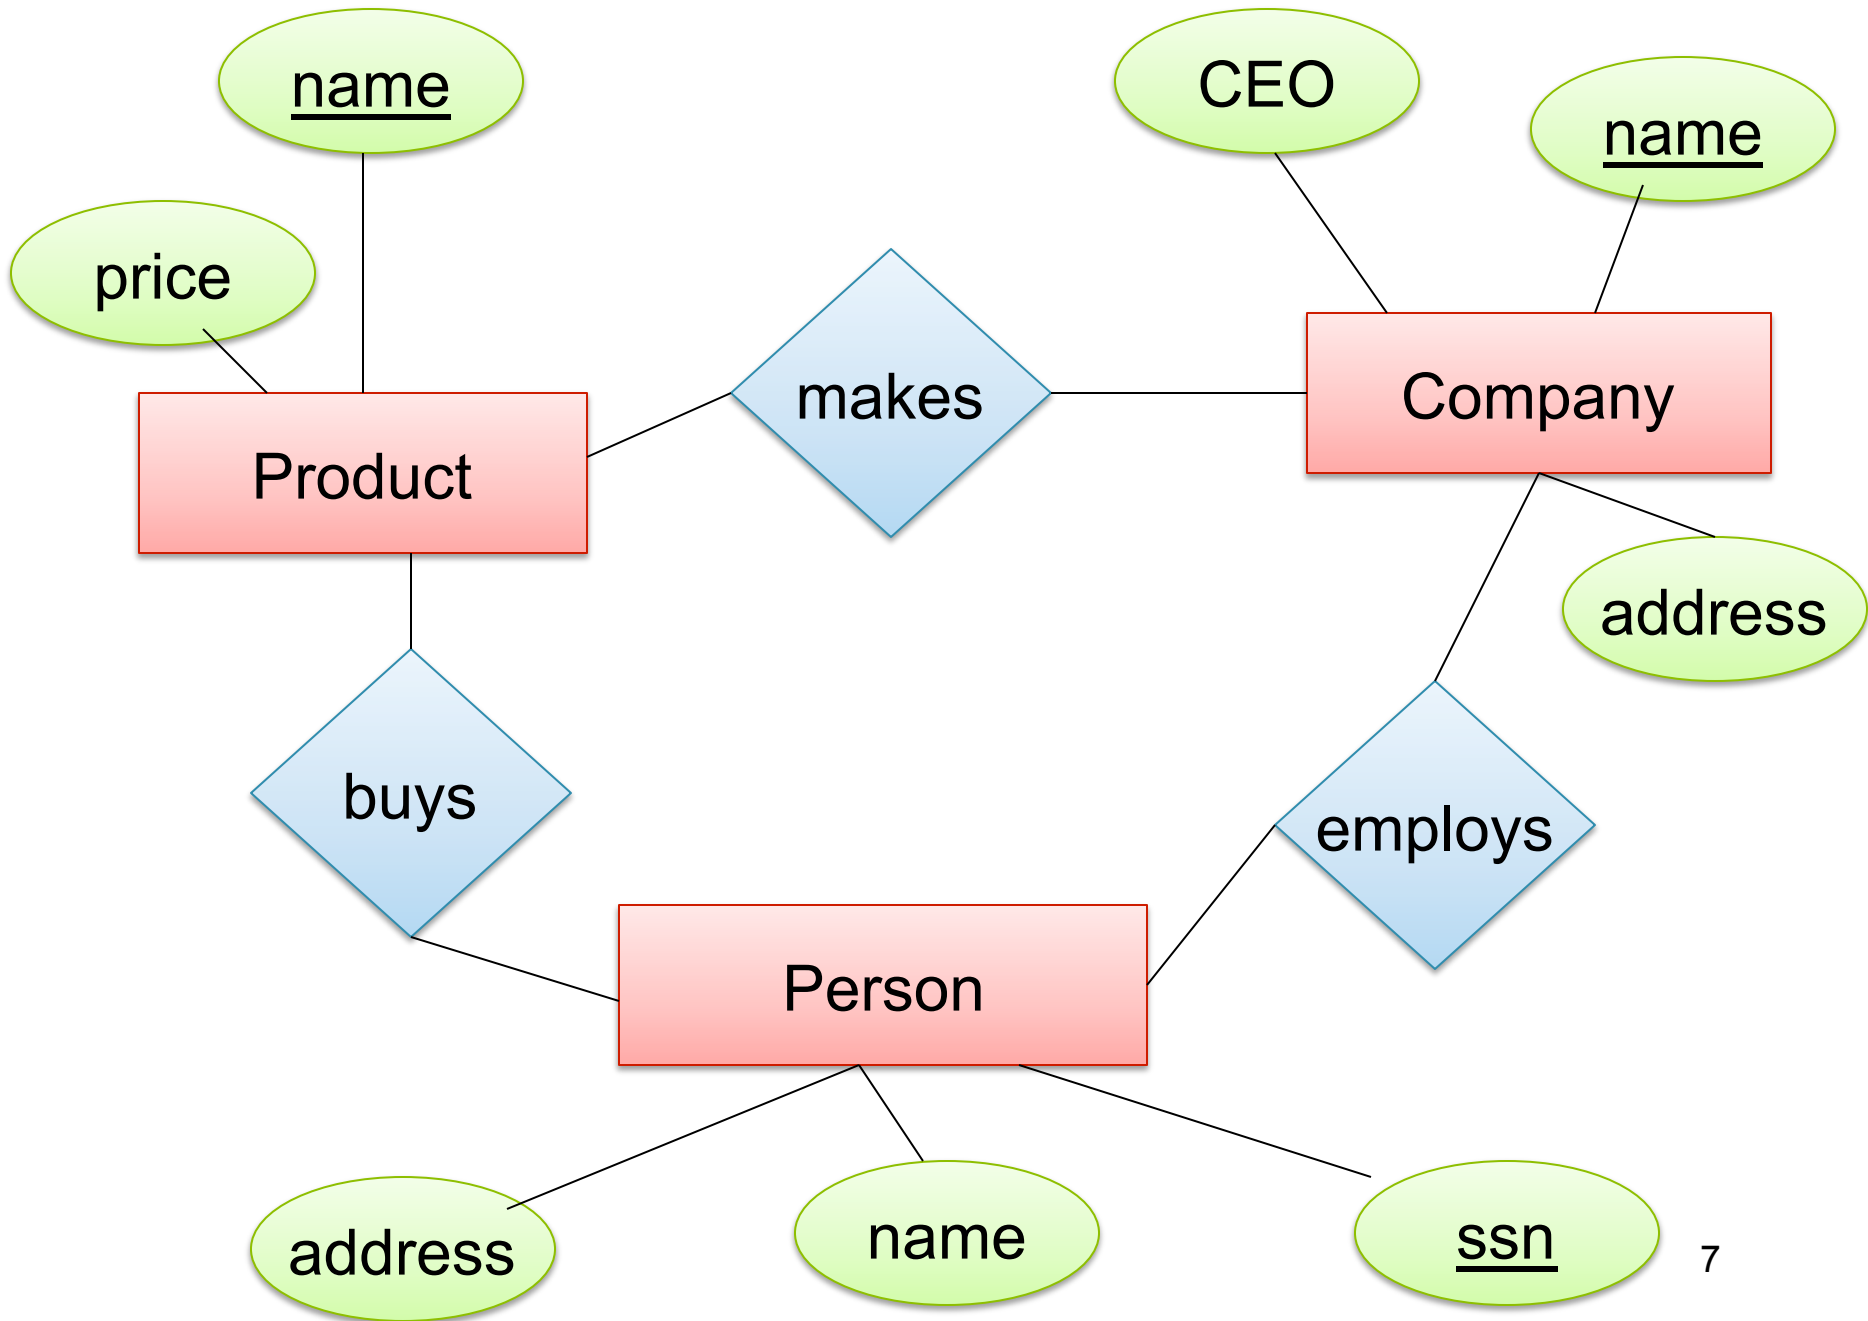 name
CEO
name
price
makes
Company
Product
address
buys
employs
Person
address
name
ssn
7